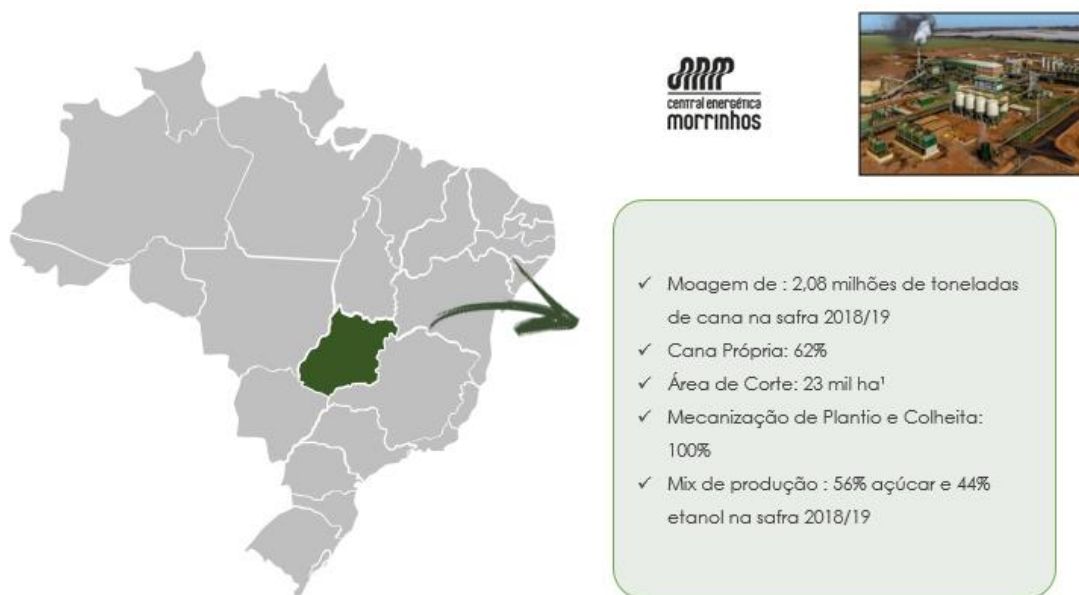 central energética
morrinhos
✓ Moagem de : 2,08 milhões de toneladas
de cana na safra 2018/19
✓ Cana Própria: 62%
✓ Área de Corte: 23 mil ha¹
✓ Mecanização de Plantio e Colheita:
100%
✓ Mix de produção : 56% açúcar e 44%
etanol na safra 2018/19